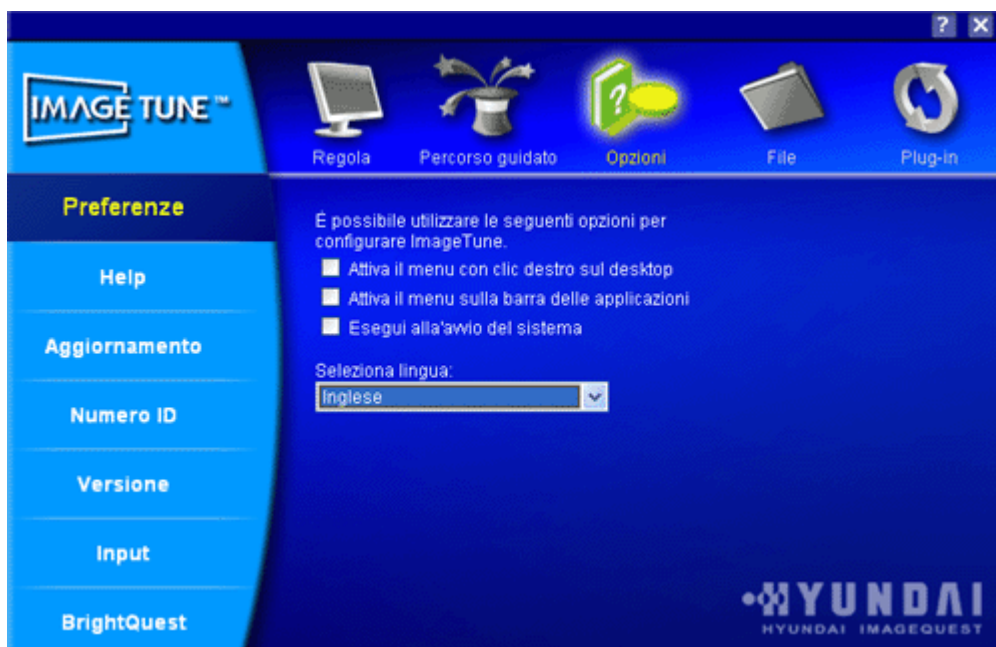 ?
IMAGE TUNE™
Regola
Percorso guidato
?
Opzioni
File
Plug-in
Preferenze
Help
Aggiornamento
Numero ID
Versione
Input
BrightQuest
É possibile utilizzare le seguenti opzioni per
configurare ImageTune.
Attiva il menu con clic destro sul desktop
Attiva il menu sulla barra delle applicazioni
Esegui alla'avvio del sistema
Seleziona lingua:
Inglese
HYUNDAI
HYUNDAI IMAGEQUEST